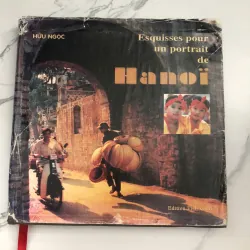 HỮU NGỌC
Esquisses pour
un portrait
de
Hanoï